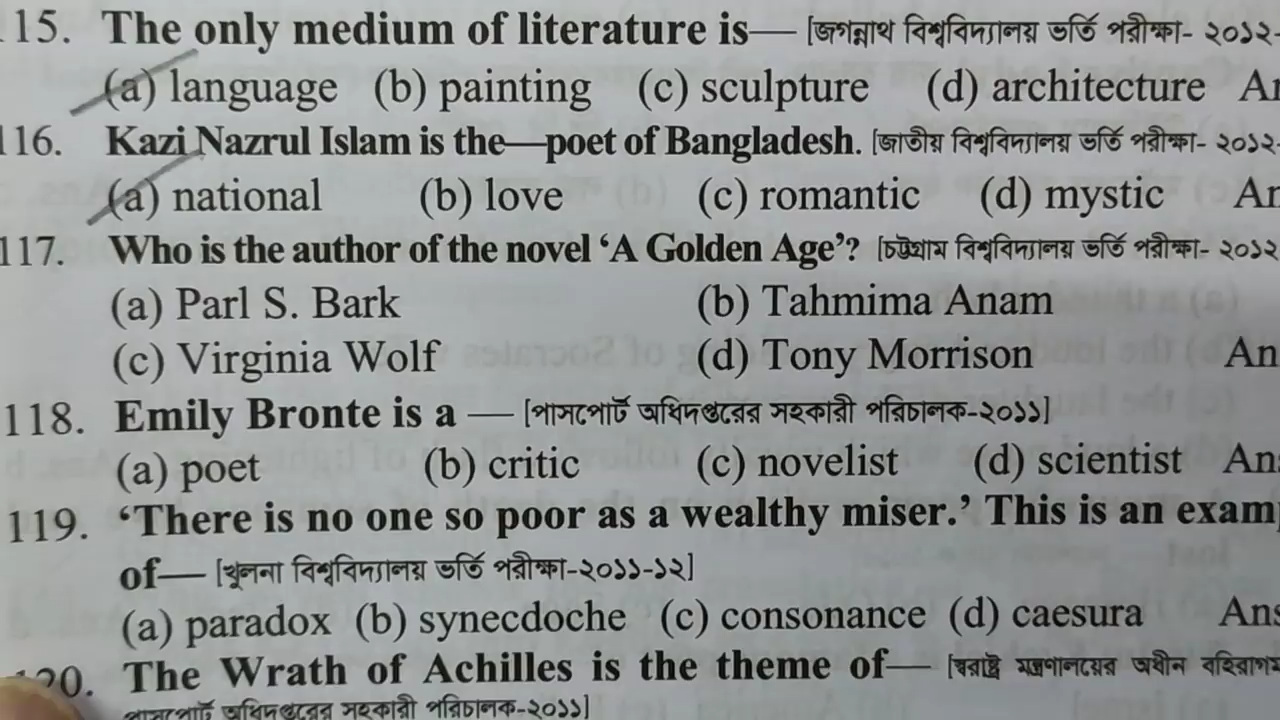 15. The only medium of literature is— [জগন্নাথ বিশ্ববিদ্যালয় ভর্তি পরীক্ষা- ২০১২-
(a) language (b) painting (c) sculpture (d) architecture
116. Kazi Nazrul Islam is the—poet of Bangladesh. [জাতীয় বিশ্ববিদ্যালয় ভর্তি পরীক্ষা- ২০১২-
(a) national (b) love (c) romantic (d) mystic
117. Who is the author of the novel ‘A Golden Age’? [চট্টগ্রাম বিশ্ববিদ্যালয় ভর্তি পরীক্ষা- ২০১২
(a) Parl S. Bark (b) Tahmima Anam
(c) Virginia Wolf (d) Tony Morrison An
118. Emily Bronte is a — [পাসপোর্ট অধিদপ্তরের সহকারী পরিচালক-২০১১]
(a) poet (b) critic (c) novelist (d) scientist Ans
119. ‘There is no one so poor as a wealthy miser.’ This is an exam
of— [খুলনা বিশ্ববিদ্যালয় ভর্তি পরীক্ষা-২০১১-১২]
(a) paradox (b) synecdoche (c) consonance (d) caesura Ans
120. The Wrath of Achilles is the theme of— [স্বরাষ্ট্র মন্ত্রণালয়ের অধীন বহিরাগম
পাসপোর্ট অধিদপ্তরের সহকারী পরিচালক-২০১১]